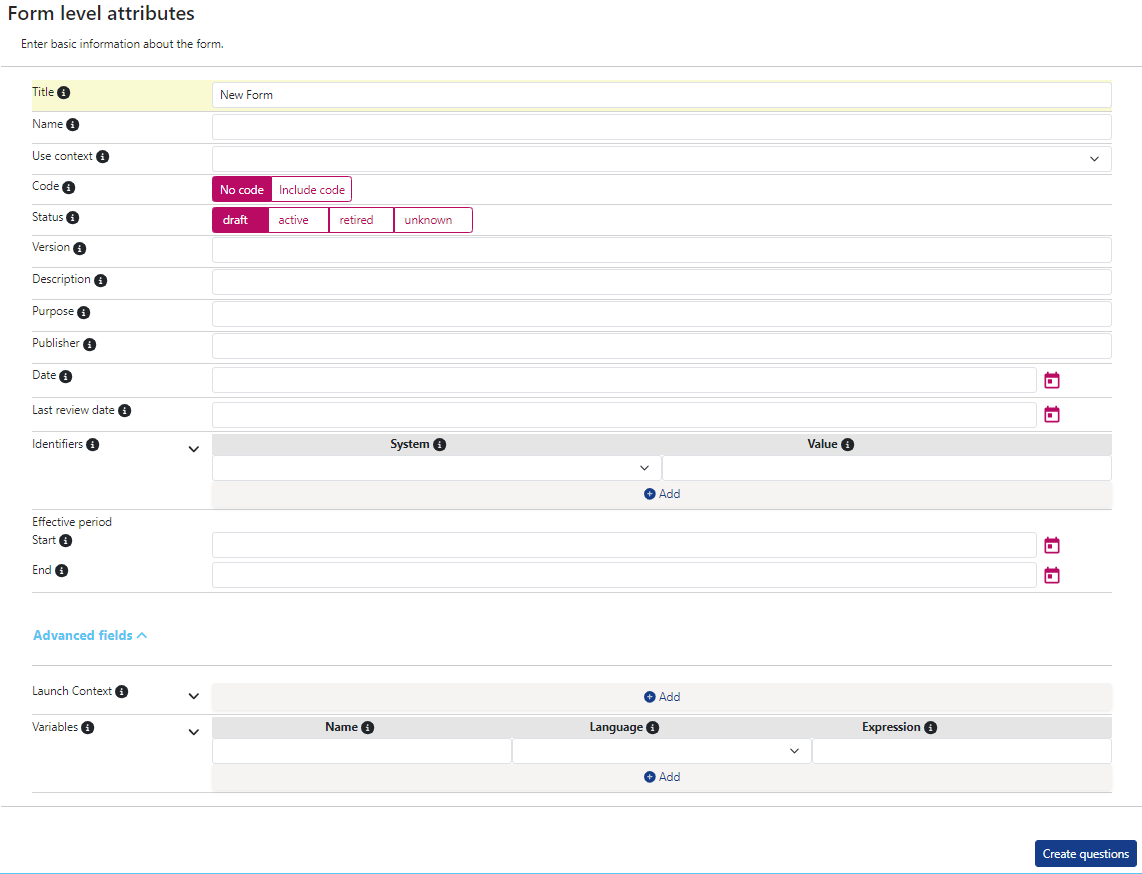 Form level attributes
Enter basic information about the form.
Title
New Form
Name
Use context
Code
No code Include code
Status
draft active retired unknown
Version
Description
Purpose
Publisher
Date
Last review date
Identifiers
System Value
Add
Effective period
Start
End
Advanced fields
Launch Context
Add
Variables
Name Language Expression
Add
Create questions